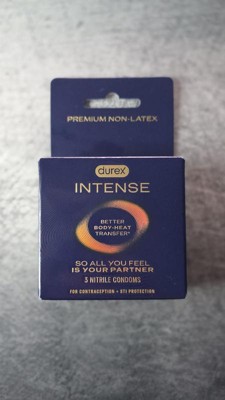 PREMIUM NON-LATEX
durex
INTENSE
BETTER
BODY-HEAT
TRANSFER*
SO ALL YOU FEEL
IS YOUR PARTNER
3 NITRILE CONDOMS
FOR CONTRACEPTION + STI PROTECTION